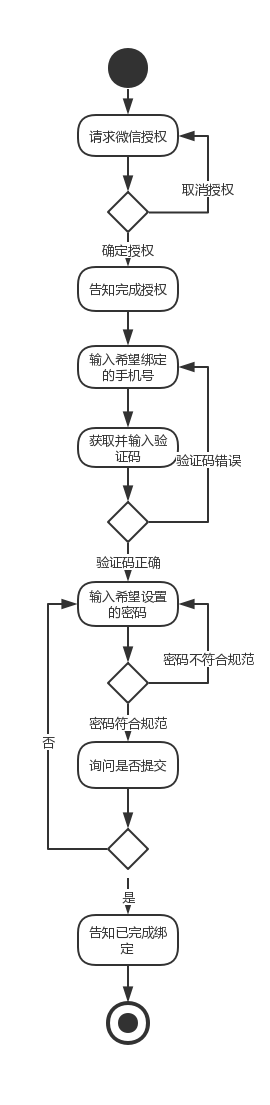 请求微信授权
取消授权
确定授权
告知完成授权
输入希望绑定
的手机号
获取并输入验
证码
验证码错误
验证码正确
输入希望设置
的密码
密码不符合规范
密码符合规范
否
询问是否提交
是
告知已完成绑
定